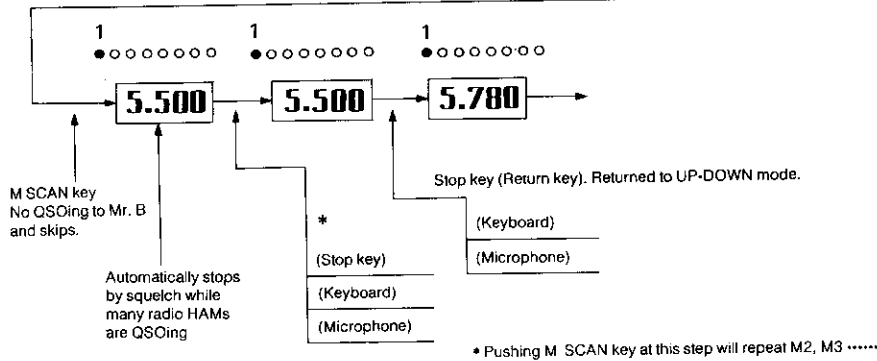 1
1
1
5.500
5.500
5.780
M SCAN key
No QSOing to Mr. B
and skips.
Automatically stops
by squelch while
many radio HAMs
are QSOing
*
(Stop key)
(Keyboard)
(Microphone)
Stop key (Return key). Returned to UP-DOWN mode.
(Keyboard)
(Microphone)
* Pushing M SCAN key at this step will repeat M2, M3 ......